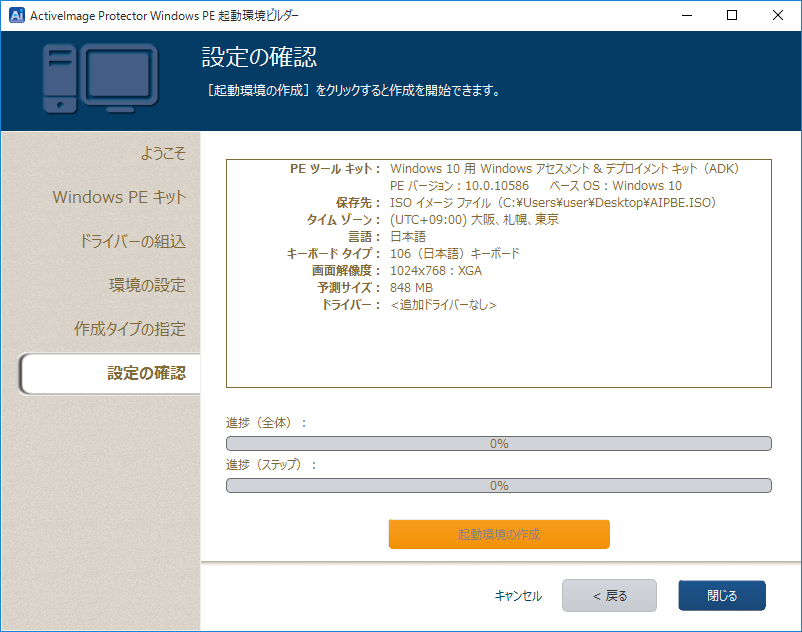 Ai ActiveImage Protector Windows PE 起動環境ビルダー
設定の確認
［起動環境の作成］をクリックすると作成を開始できます。
ようこそ
Windows PE キット
ドライバーの組込
環境の設定
作成タイプの指定
設定の確認
PE ツール キット： Windows 10 用 Windows アセスメント & デプロイメント キット（ADK）
PE バージョン：10.0.10586 ベース OS：Windows 10
保存先： ISO イメージ ファイル（C:¥Users¥user¥Desktop¥AIPBE.ISO）
タイム ゾーン： (UTC+09:00) 大阪、札幌、東京
言語： 日本語
キーボード タイプ： 106（日本語）キーボード
画面解像度： 1024x768：XGA
予測サイズ： 848 MB
ドライバー： <追加ドライバーなし>
進捗（全体）：
0%
進捗（ステップ）：
0%
起動環境の作成
キャンセル
< 戻る
閉じる